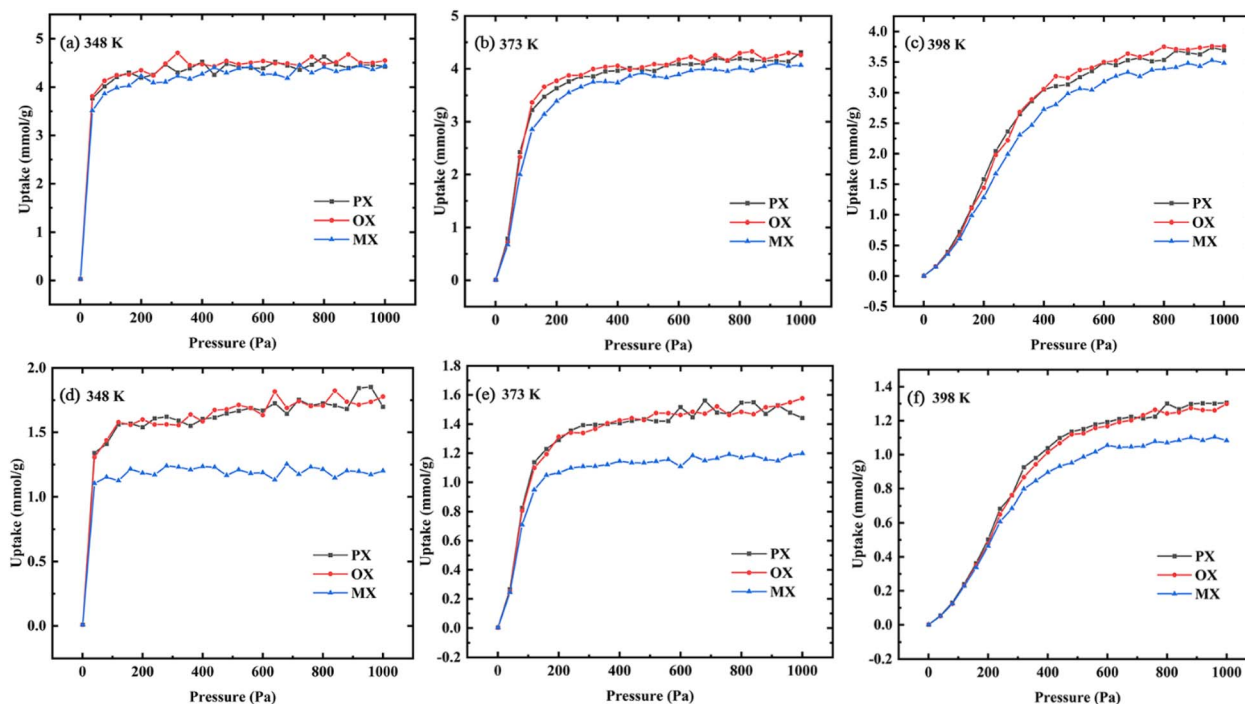 (a) 348 K
Uptake (mmol/g)
5
4
3
2
1
0
PX
OX
MX
0 200 400 600 800 1000
Pressure (Pa)
(b) 373 K
Uptake (mmol/g)
5
4
3
2
1
0
PX
OX
MX
0 200 400 600 800 1000
Pressure (Pa)
(c) 398 K
Uptake (mmol/g)
4.0
3.5
3.0
2.5
2.0
1.5
1.0
0.5
0.0
-0.5
PX
OX
MX
0 200 400 600 800 1000
Pressure (Pa)
(d) 348 K
Uptake (mmol/g)
2.0
1.5
1.0
0.5
0.0
PX
OX
MX
0 200 400 600 800 1000
Pressure (Pa)
(e) 373 K
Uptake (mmol/g)
1.8
1.6
1.4
1.2
1.0
0.8
0.6
0.4
0.2
0.0
-0.2
PX
OX
MX
0 200 400 600 800 1000
Pressure (Pa)
(f) 398 K
Uptake (mmol/g)
1.4
1.2
1.0
0.8
0.6
0.4
0.2
0.0
-0.2
PX
OX
MX
0 200 400 600 800 1000
Pressure (Pa)